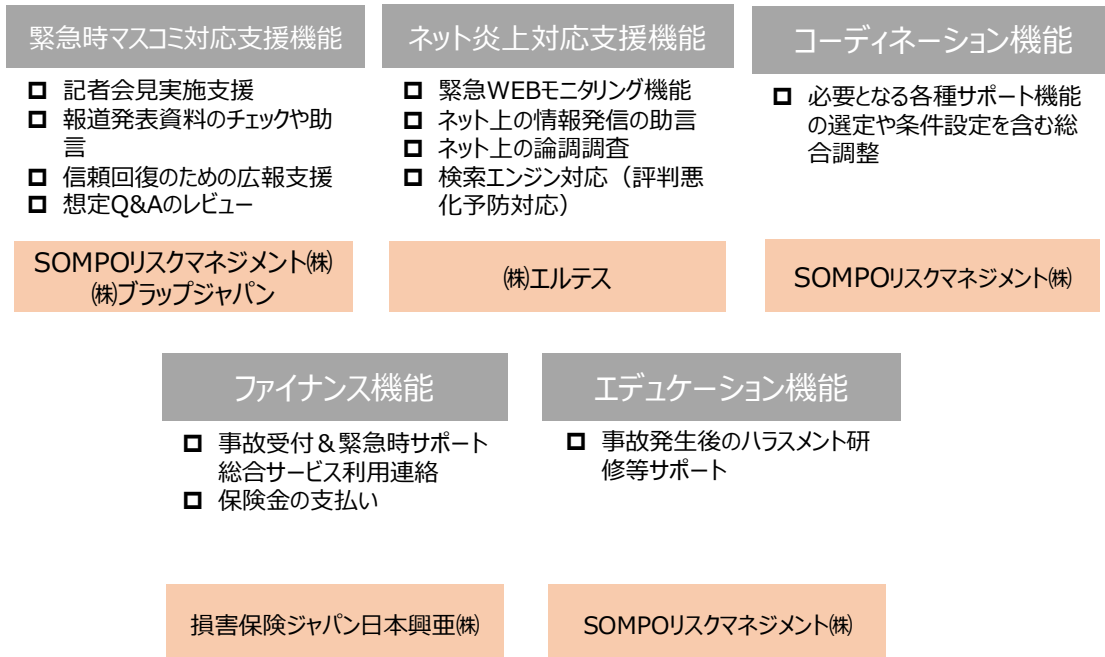 緊急時マスコミ対応支援機能
記者会見実施支援
報道発表資料のチェックや助
言
信頼回復のための広報支援
想定Q&Aのレビュー
SOMPOリスクマネジメント㈱
㈱ブラップジャパン
ネット炎上対応支援機能
緊急WEBモニタリング機能
ネット上の情報発信の助言
ネット上の論調調査
検索エンジン対応(評判悪
化予防対応)
㈱エルテス
コーディネーション機能
必要となる各種サポート機能
の選定や条件設定を含む総
合調整
SOMPOリスクマネジメント㈱
ファイナンス機能
事故受付&緊急時サポート
総合サービス利用連絡
保険金の支払い
損害保険ジャパン日本興亜㈱
エデュケーション機能
事故発生後のハラスメント研
修等サポート
SOMPOリスクマネジメント㈱